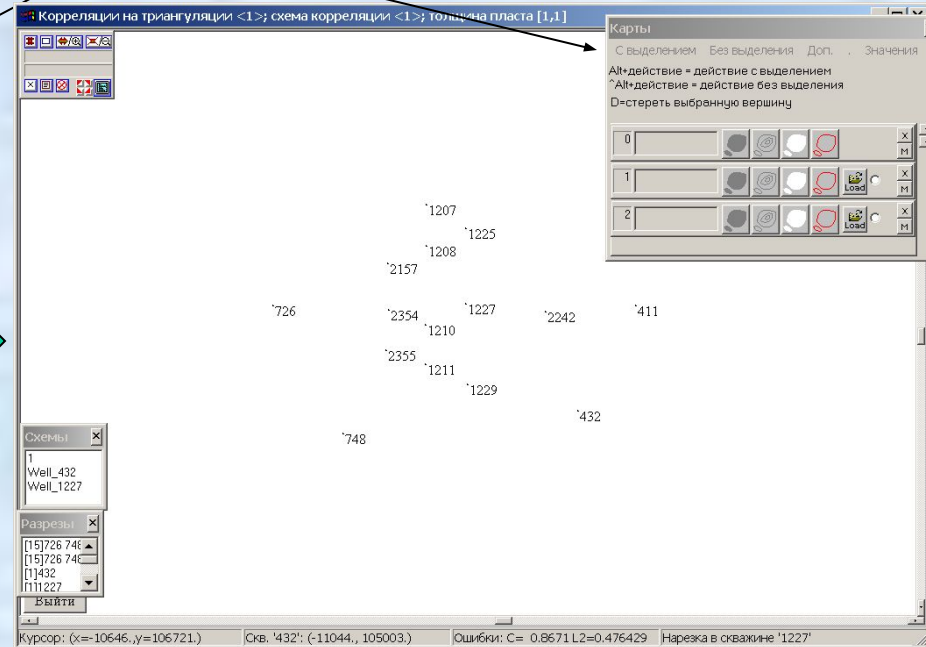 Корреляции на триангуляции <1>; схема корреляции <1>; толщина пласта [1,1]
Карты
С выделением Без выделения Доп. . Значения
Alt+действие = действие с выделением
^Alt+действие = действие без выделения
D=стереть выбранную вершину
0
X
M
1
Load
X
M
2
Load
X
M
`1207
`1225
`1208
`2157
`726
`2354
`1227
`2242
`411
`1210
`2355
`1211
`1229
`432
`748
Схемы
1
Well_432
Well_1227
Разрезы
[15]726 748
[15]726 748
[1]432
[1]1227
Выйти
Курсор: (x=-10646.,y=106721.) Скв. '432': (-11044., 105003.) Ошибки: C= 0.8671 L2=0.476429 Нарезка в скважине '1227'